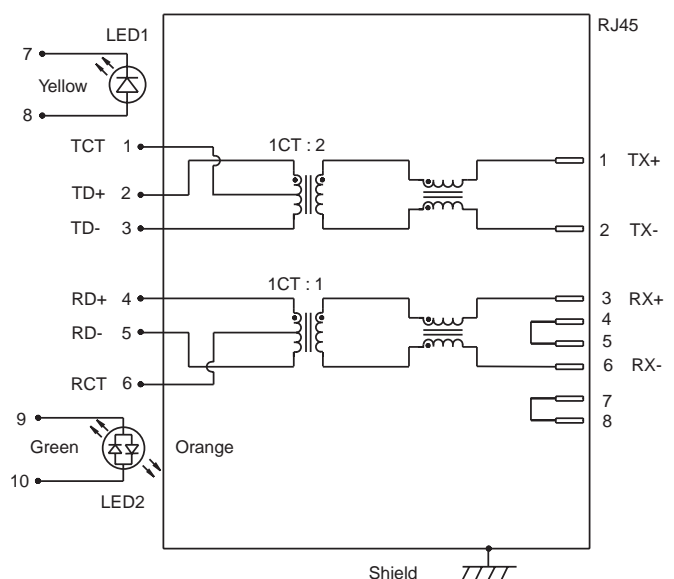 LED1
RJ45
7
Yellow
8
TCT 1
1CT : 2
1 TX+
TD+ 2
TD- 3
2 TX-
1CT : 1
RD+ 4
3 RX+
4
RD- 5
5
6 RX-
RCT 6
7
8
9
Green
Orange
10
LED2
Shield